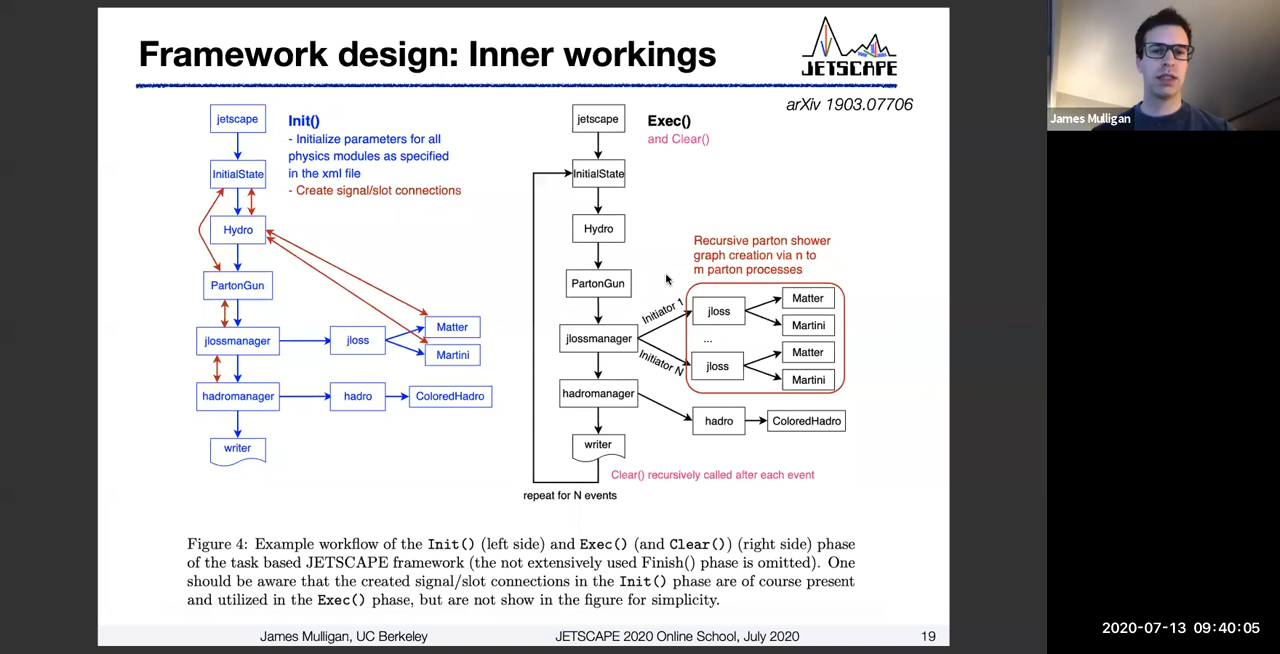 Framework design: Inner workings
JETSCAPE
arXiv 1903.07706
James Mulligan
jetscape
InitialState
Hydro
PartonGun
jlossmanager
jloss
Matter
Martini
hadromanager
hadro
ColoredHadro
writer
Init()
- Initialize parameters for all
physics modules as specified
in the xml file
- Create signal/slot connections
jetscape
Exec()
and Clear()
InitialState
Hydro
PartonGun
jlossmanager
hadromanager
writer
Recursive parton shower
graph creation via n to
m parton processes
Initiator 1
Initiator N
jloss
Matter
Martini
...
jloss
Matter
Martini
hadro
ColoredHadro
Clear() recursively called after each event
repeat for N events
Figure 4: Example workflow of the Init() (left side) and Exec() (and Clear()) (right side) phase
of the task based JETSCAPE framework (the not extensively used Finish() phase is omitted). One
should be aware that the created signal/slot connections in the Init() phase are of course present
and utilized in the Exec() phase, but are not show in the figure for simplicity.
James Mulligan, UC Berkeley
JETSCAPE 2020 Online School, July 2020
19
2020-07-13 09:40:05